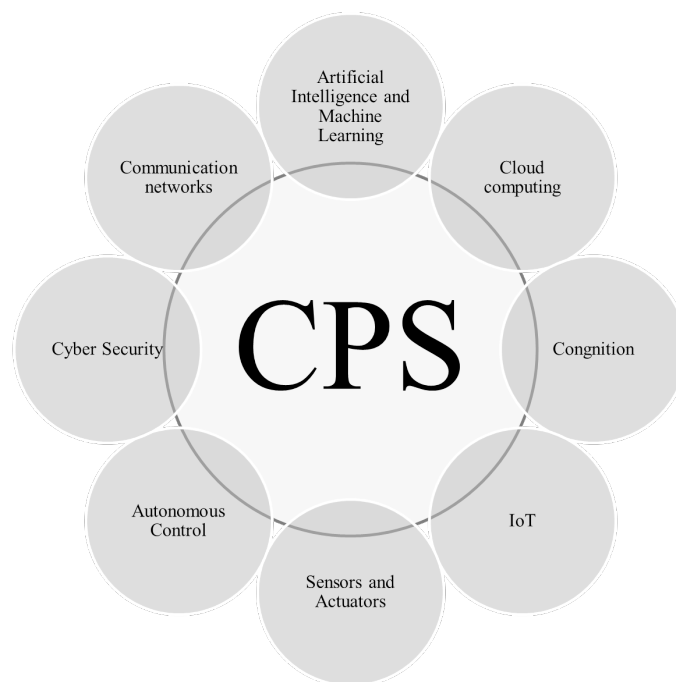 Artificial
Intelligence and
Machine
Learning
Communication
networks
Cloud
computing
CPS
Cyber Security
Congnition
Autonomous
Control
IoT
Sensors and
Actuators